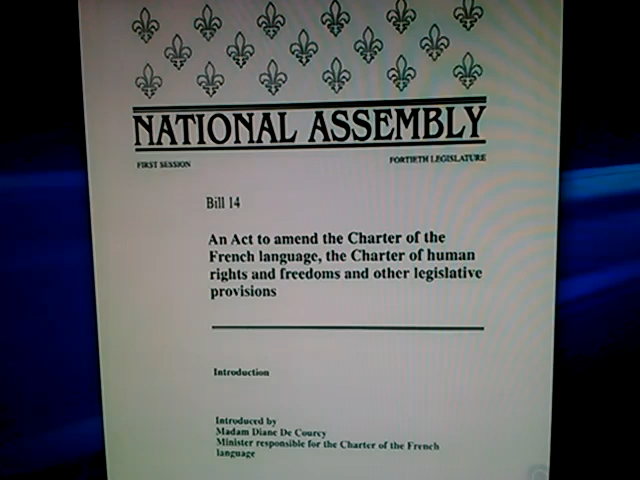 NATIONAL ASSEMBLY
FIRST SESSION FORTIETH LEGISLATURE
Bill 14
An Act to amend the Charter of the
French language, the Charter of human
rights and freedoms and other legislative
provisions
Introduction
Introduced by
Madam Diane De Courcy
Minister responsible for the Charter of the French
language